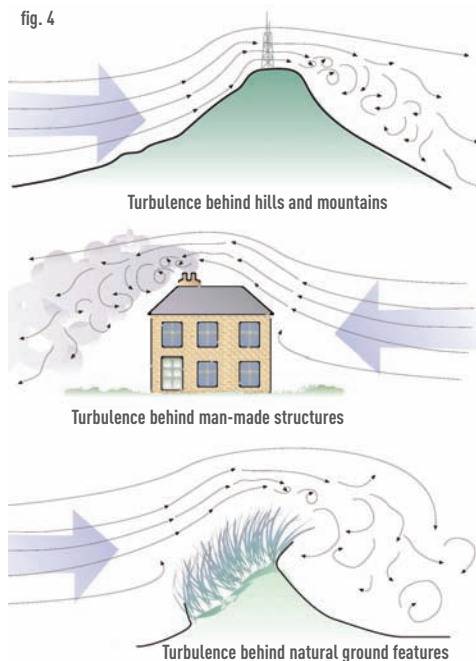 fig. 4
Turbulence behind hills and mountains
Turbulence behind man-made structures
Turbulence behind natural ground features